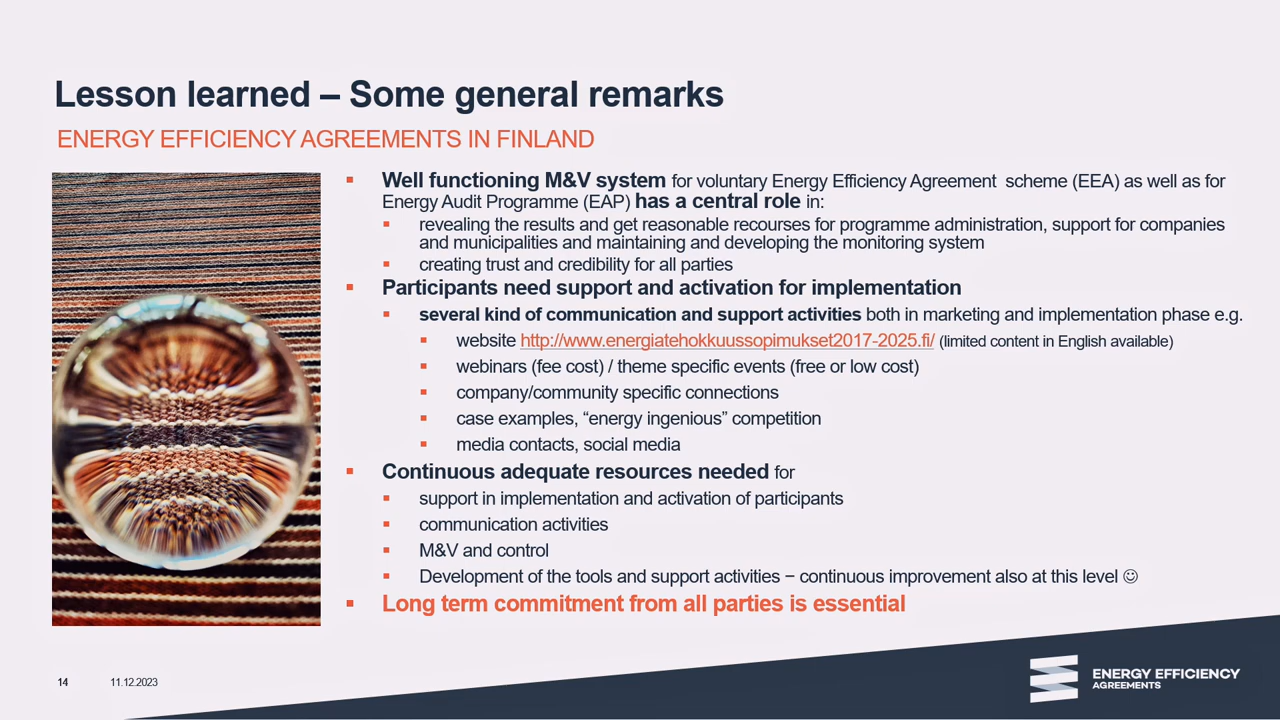 Lesson learned – Some general remarks
ENERGY EFFICIENCY AGREEMENTS IN FINLAND
▪ Well functioning M&V system for voluntary Energy Efficiency Agreement scheme (EEA) as well as for
Energy Audit Programme (EAP) has a central role in:
▪ revealing the results and get reasonable recourses for programme administration, support for companies
and municipalities and maintaining and developing the monitoring system
▪ creating trust and credibility for all parties
▪ Participants need support and activation for implementation
▪ several kind of communication and support activities both in marketing and implementation phase e.g.
▪ website http://www.energiatehokkuussopimukset2017-2025.fi/ (limited content in English available)
▪ webinars (fee cost) / theme specific events (free or low cost)
▪ company/community specific connections
▪ case examples, “energy ingenious” competition
▪ media contacts, social media
▪ Continuous adequate resources needed for
▪ support in implementation and activation of participants
▪ communication activities
▪ M&V and control
▪ Development of the tools and support activities – continuous improvement also at this level ☺
▪ Long term commitment from all parties is essential
14 11.12.2023
ENERGY EFFICIENCY
AGREEMENTS